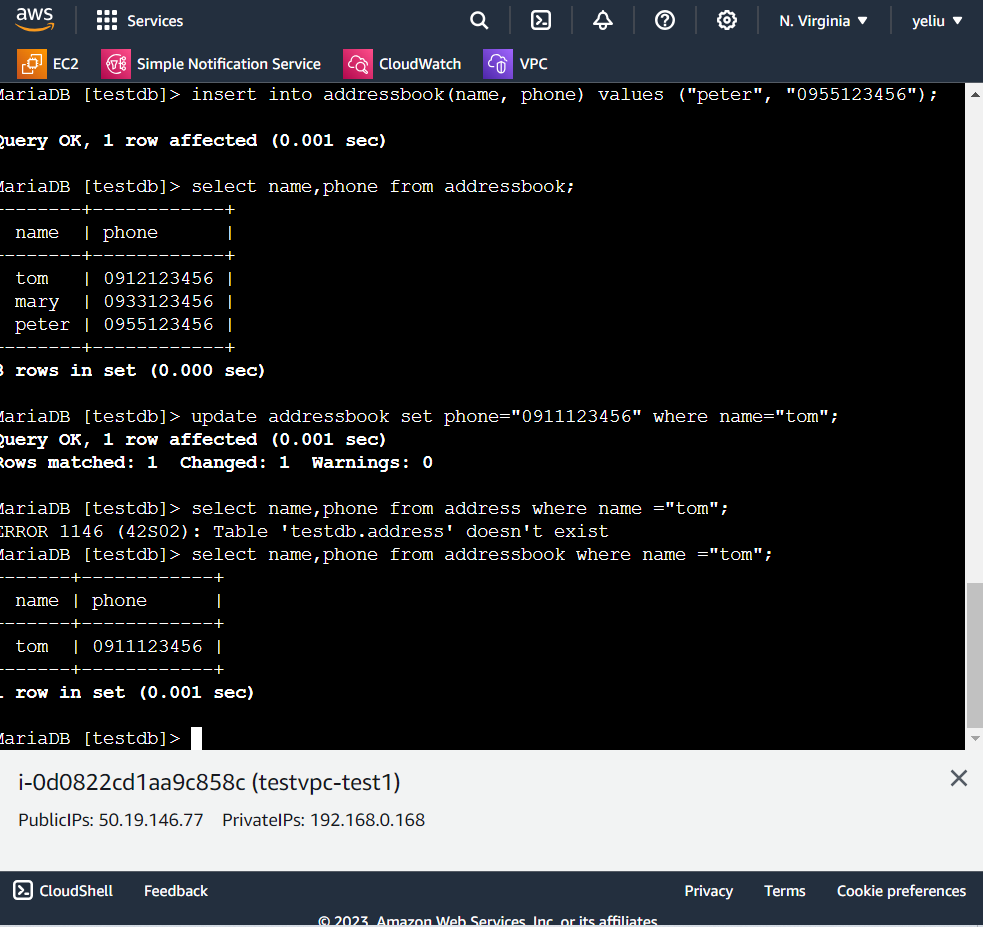 aws Services N. Virginia yeliu
EC2 Simple Notification Service CloudWatch VPC
MariaDB [testdb]> insert into addressbook(name, phone) values ("peter", "0955123456");
Query OK, 1 row affected (0.001 sec)
MariaDB [testdb]> select name,phone from addressbook;
--------+------------+
name | phone |
--------+------------+
tom | 0912123456 |
mary | 0933123456 |
peter | 0955123456 |
--------+------------+
3 rows in set (0.000 sec)
MariaDB [testdb]> update addressbook set phone="0911123456" where name="tom";
Query OK, 1 row affected (0.001 sec)
Rows matched: 1  Changed: 1  Warnings: 0
MariaDB [testdb]> select name,phone from address where name ="tom";
ERROR 1146 (42S02): Table 'testdb.address' doesn't exist
MariaDB [testdb]> select name,phone from addressbook where name ="tom";
-------+------------+
name | phone |
-------+------------+
tom | 0911123456 |
-------+------------+
1 row in set (0.001 sec)
MariaDB [testdb]>
i-0d0822cd1aa9c858c (testvpc-test1)
PublicIPs: 50.19.146.77 PrivateIPs: 192.168.0.168
CloudShell Feedback Privacy Terms Cookie preferences
© 2023, Amazon Web Services, Inc. or its affiliates.